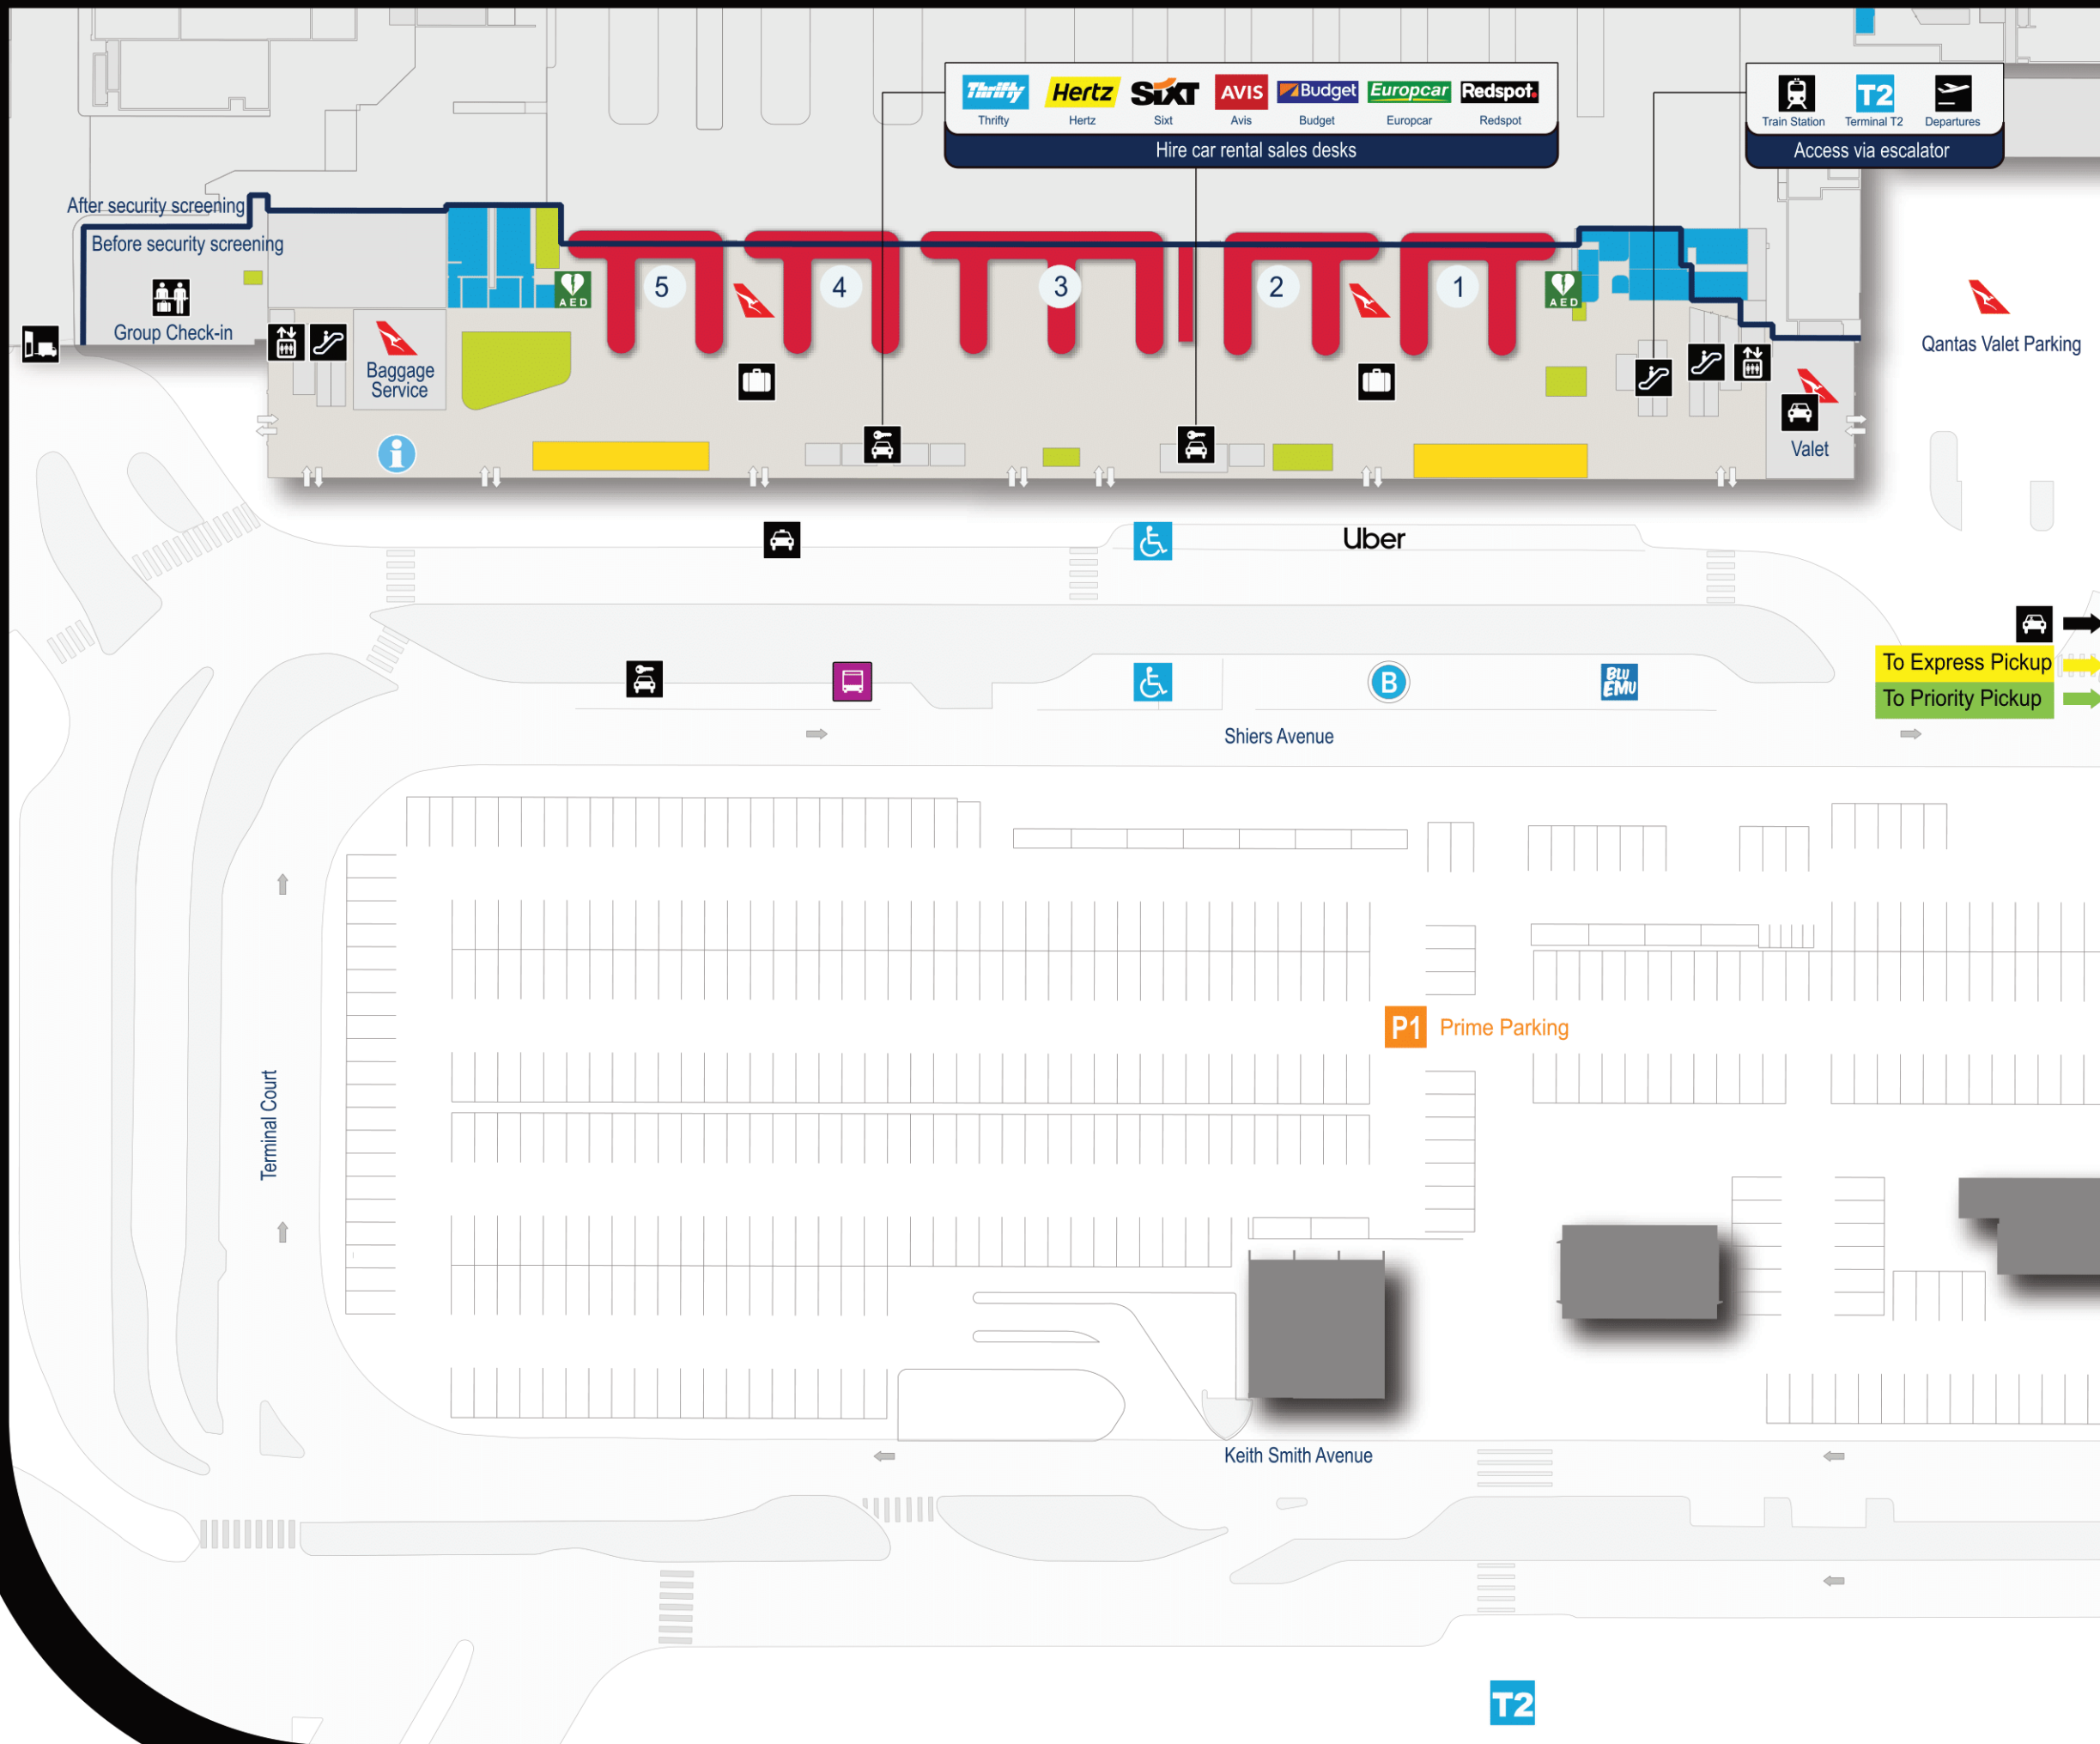 Thrifty
Hertz
SIXT
AVIS
Budget
Europcar
Redspot.
Thrifty
Hertz
Sixt
Avis
Budget
Europcar
Redspot
Hire car rental sales desks
T2
Train Station
Terminal T2
Departures
Access via escalator
After security screening
Before security screening
Group Check-in
Baggage
Service
AED
5
4
3
2
1
AED
Qantas Valet Parking
Valet
i
Uber
B
BLU
EMU
To Express Pickup
To Priority Pickup
Shiers Avenue
P1
Prime Parking
Terminal Court
Keith Smith Avenue
T2